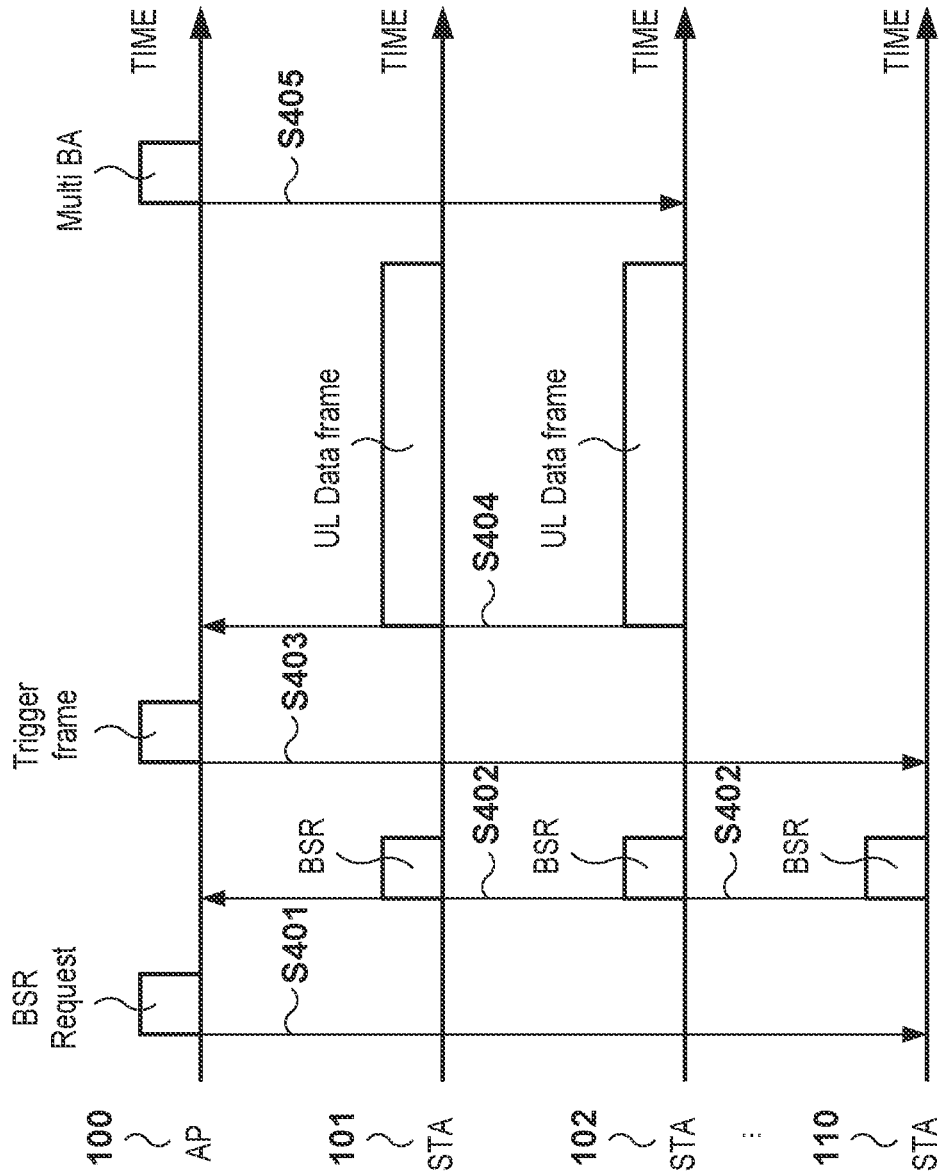 BSR
Request
Trigger
frame
Multi BA
100
AP
TIME
S401
S403
S405
BSR
UL Data frame
101
STA
TIME
S402
S404
BSR
UL Data frame
102
STA
TIME
S402
:
BSR
110
STA
TIME